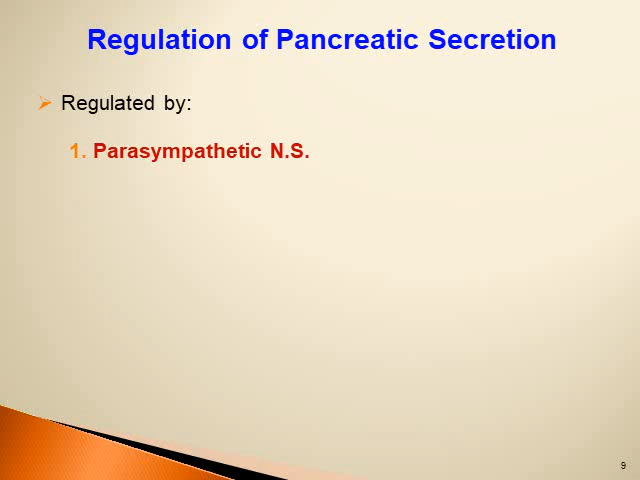 Regulation of Pancreatic Secretion
Regulated by:
1. Parasympathetic N.S.
9